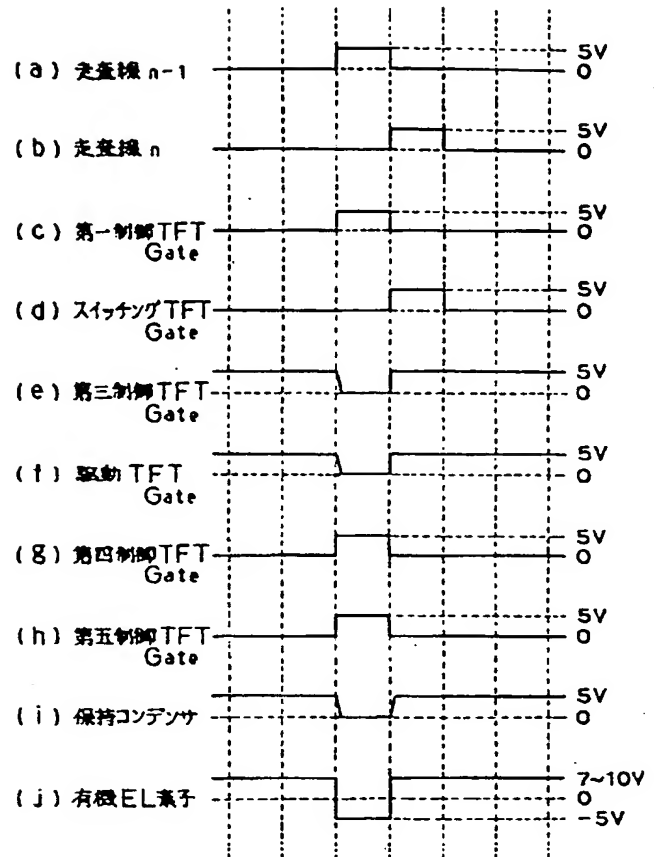 (a) 走査線 n-1
5V
0
(b) 走査線 n
5V
0
(c) 第一制御TFT
Gate
5V
0
(d) スイッチングTFT
Gate
5V
0
(e) 第三制御TFT
Gate
5V
0
(f) 駆動TFT
Gate
5V
0
(g) 第四制御TFT
Gate
5V
0
(h) 第五制御TFT
Gate
5V
0
(i) 保持コンデンサ
5V
0
(j) 有機EL素子
7~10V
0
-5V